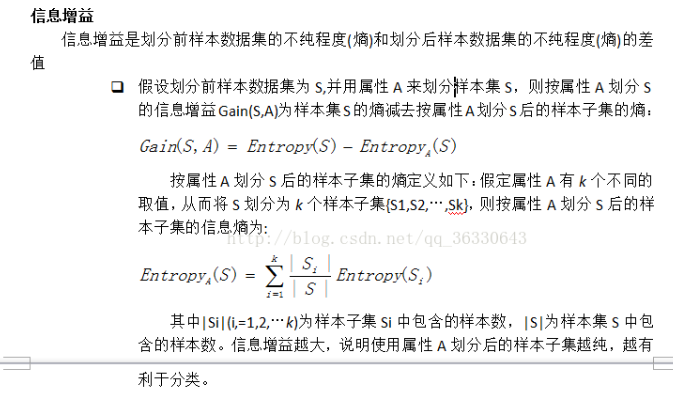 信息增益
信息增益是划分前样本数据集的不纯程度(熵)和划分后样本数据集的不纯程度(熵)的差
值
❑ 假设划分前样本数据集为 S,并用属性 A 来划分样本集 S，则按属性 A 划分 S
的信息增益 Gain(S,A)为样本集 S 的熵减去按属性 A 划分 S 后的样本子集的熵：
Gain(S, A) = Entropy(S) − Entropy_A(S)
按属性 A 划分 S 后的样本子集的熵定义如下：假定属性 A 有 k 个不同的
取值，从而将 S 划分为 k 个样本子集{S1,S2,…,Sk}，则按属性 A 划分 S 后的样
本子集的信息熵为:
http://blog.csdn.net/qq_36330643
Entropy_A(S) = ∑_{i=1}^{k} |S_i| / |S| Entropy(S_i)
其中|Si|(i,=1,2,…k)为样本子集 Si 中包含的样本数，|S|为样本集 S 中包
含的样本数。信息增益越大，说明使用属性 A 划分后的样本子集越纯，越有
利于分类。